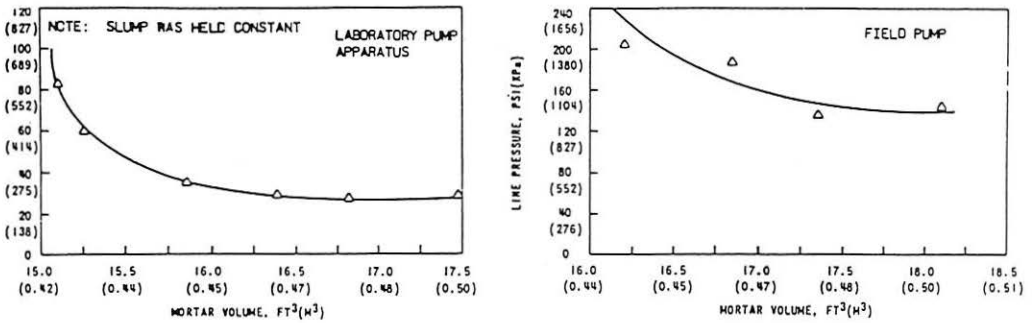 NOTE: SLUMP WAS HELD CONSTANT
LABORATORY PUMP
APPARATUS
120
(827)
100
(689)
80
(552)
60
(414)
40
(275)
20
(138)
0
15.0 15.5 16.0 16.5 17.0 17.5
(0.42) (0.44) (0.45) (0.47) (0.48) (0.50)
MORTAR VOLUME, FT³(M³)
FIELD PUMP
LINE PRESSURE, PSI(KPa)
240
(1656)
200
(1380)
160
(1104)
120
(827)
80
(552)
40
(276)
0
16.0 16.5 17.0 17.5 18.0 18.5
(0.44) (0.45) (0.47) (0.48) (0.50) (0.51)
MORTAR VOLUME, FT³(M³)